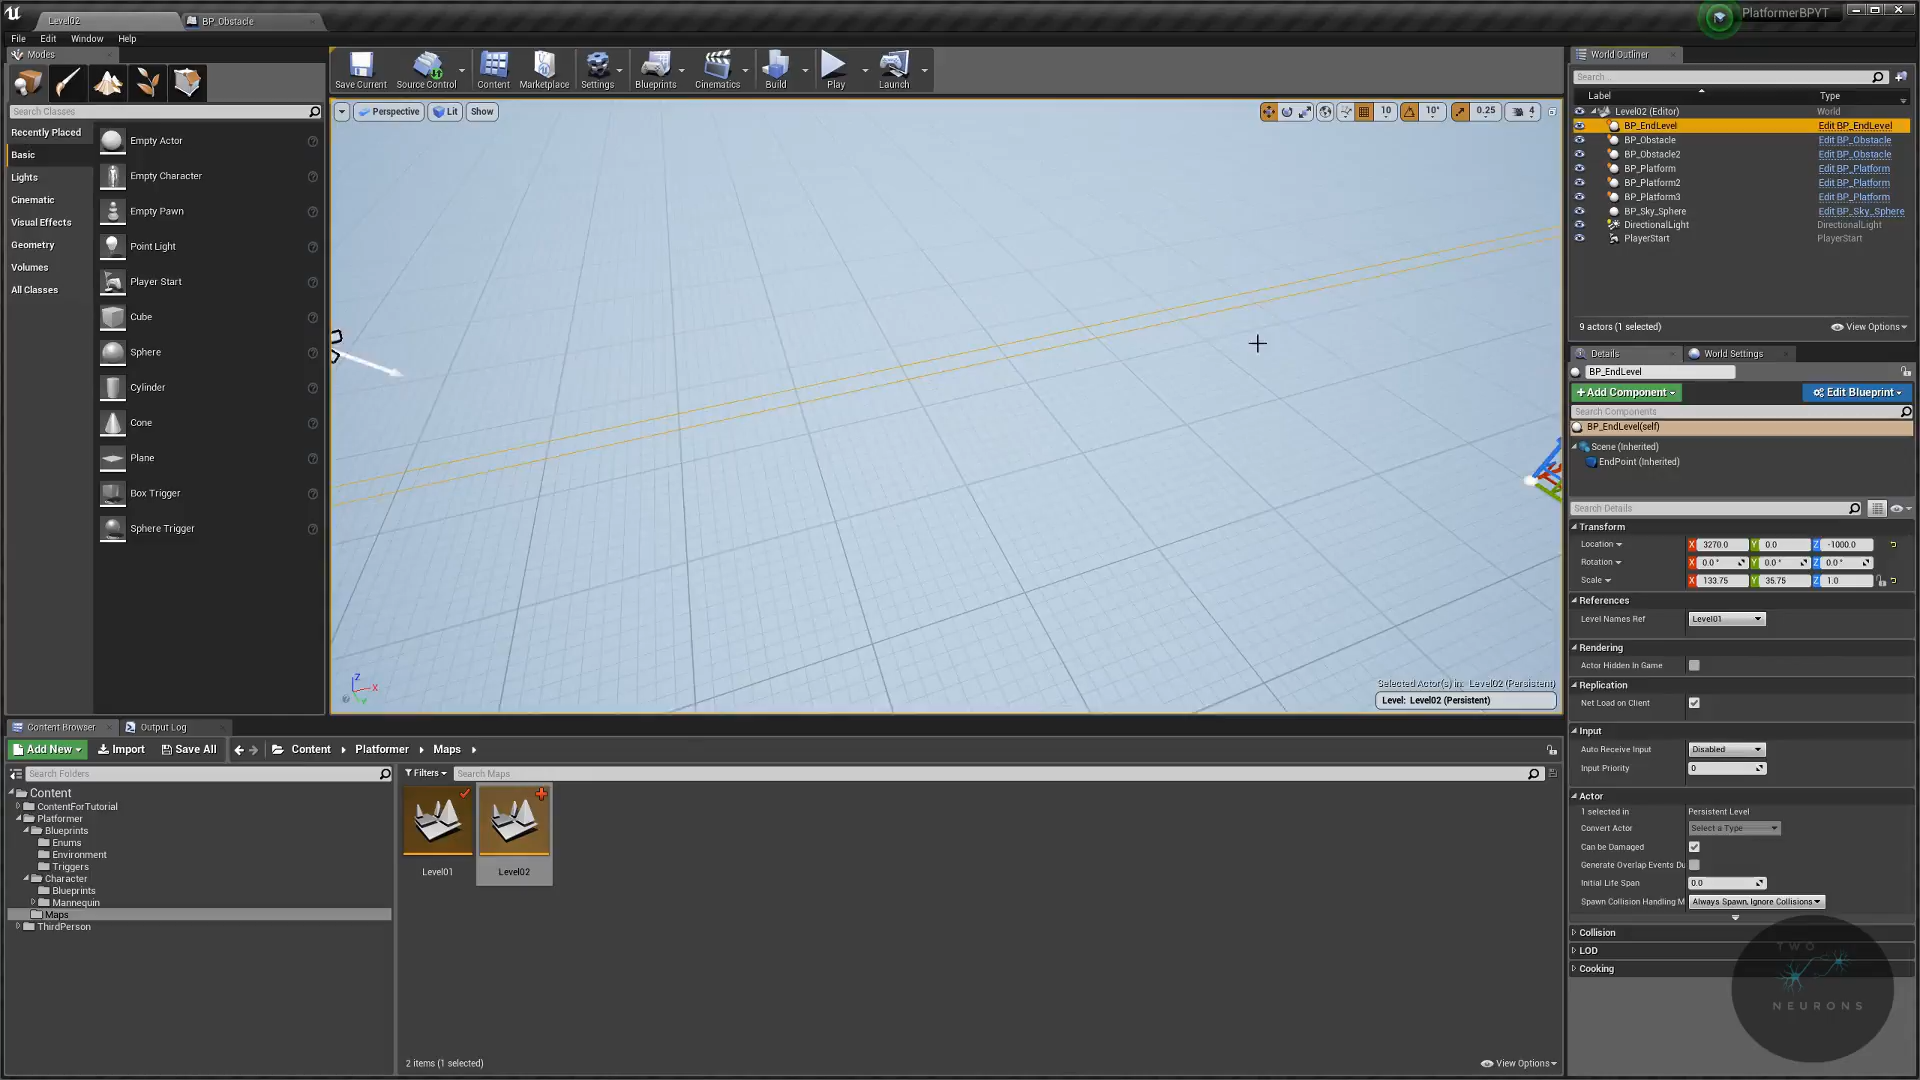 Level02
BP_Obstacle
PlatformerBPYT
File Edit Window Help
Modes
Search Classes
Recently Placed
Basic
Lights
Cinematic
Visual Effects
Geometry
Volumes
All Classes
Empty Actor
Empty Character
Empty Pawn
Point Light
Player Start
Cube
Sphere
Cylinder
Cone
Plane
Box Trigger
Sphere Trigger
Save Current Source Control Content Marketplace Settings Blueprints Cinematics Build Play Launch
Perspective Lit Show
10 10° 0.25 4
Z
X
Selected Actor(s) in: Level02 (Persistent)
Level: Level02 (Persistent)
World Outliner
Search...
Label Type
Level02 (Editor) World
BP_EndLevel Edit BP_EndLevel
BP_Obstacle Edit BP_Obstacle
BP_Obstacle2 Edit BP_Obstacle
BP_Platform Edit BP_Platform
BP_Platform2 Edit BP_Platform
BP_Platform3 Edit BP_Platform
BP_Sky_Sphere Edit BP_Sky_Sphere
DirectionalLight DirectionalLight
PlayerStart PlayerStart
9 actors (1 selected) View Options
Details World Settings
BP_EndLevel
+Add Component Edit Blueprint
Search Components
BP_EndLevel(self)
Scene (Inherited)
EndPoint (Inherited)
Search Details
Transform
Location X 3270.0 Y 0.0 Z -1000.0
Rotation X 0.0° Y 0.0° Z 0.0°
Scale X 133.75 Y 35.75 Z 1.0
References
Level Names Ref Level01
Rendering
Actor Hidden In Game
Replication
Net Load on Client
Input
Auto Receive Input Disabled
Input Priority 0
Actor
1 selected in Persistent Level
Convert Actor Select a Type
Can be Damaged
Generate Overlap Events Du
Initial Life Span 0.0
Spawn Collision Handling M Always Spawn, Ignore Collisions
Collision
LOD
Cooking
TWO
NEURONS
Content Browser Output Log
Add New Import Save All Content Platformer Maps
Search Folders
Filters Search Maps
Content
ContentForTutorial
Platformer
Blueprints
Enums
Environment
Triggers
Character
Blueprints
Mannequin
Maps
ThirdPerson
Level01
Level02
2 items (1 selected) View Options